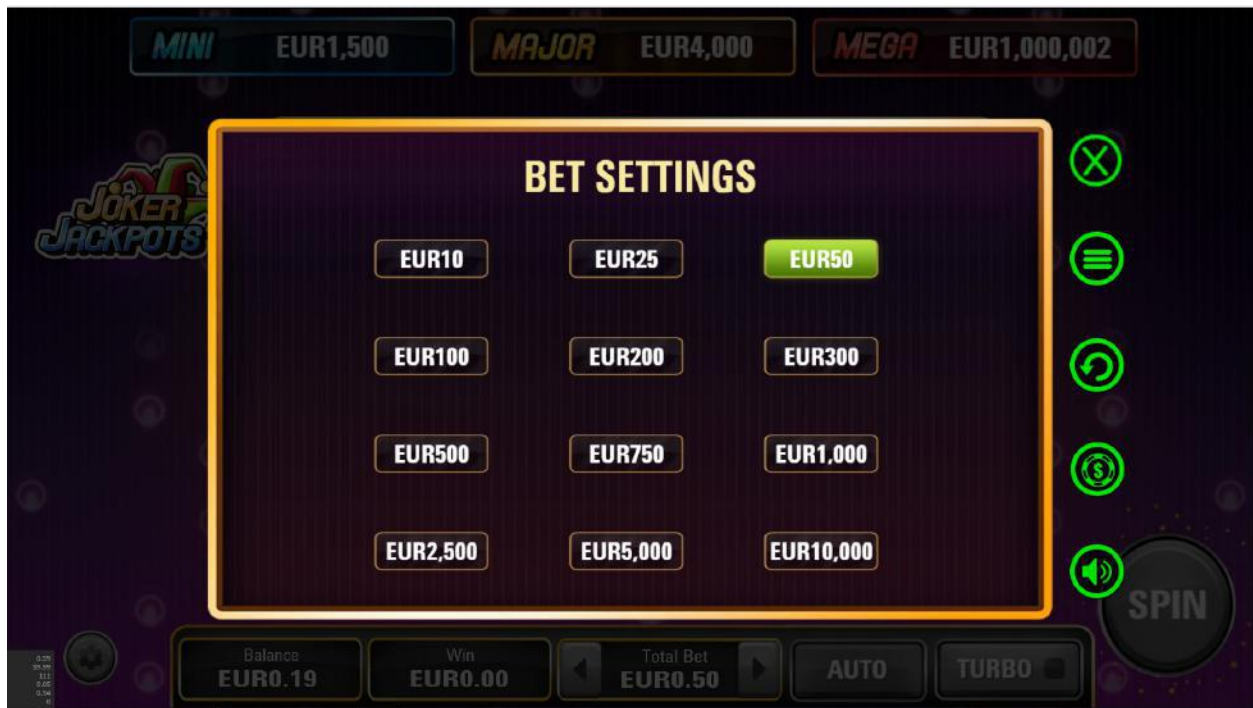 MINI EUR1,500 MAJOR EUR4,000 MEGA EUR1,000,002
JOKER
JACKPOTS
BET SETTINGS
EUR10 EUR25 EUR50
EUR100 EUR200 EUR300
EUR500 EUR750 EUR1,000
EUR2,500 EUR5,000 EUR10,000
SPIN
Balance Win Total Bet
EUR0.19 EUR0.00 EUR0.50 AUTO TURBO